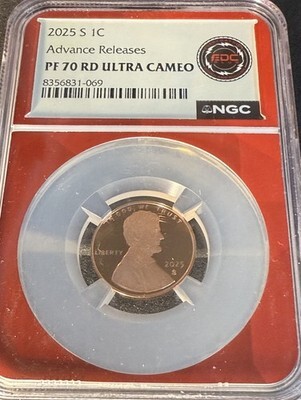 2025 S 1C
Advance Releases
PF 70 RD ULTRA CAMEO
8356831-069
EDC
NGC
IN GOD WE TRUST
LIBERTY
2025
S